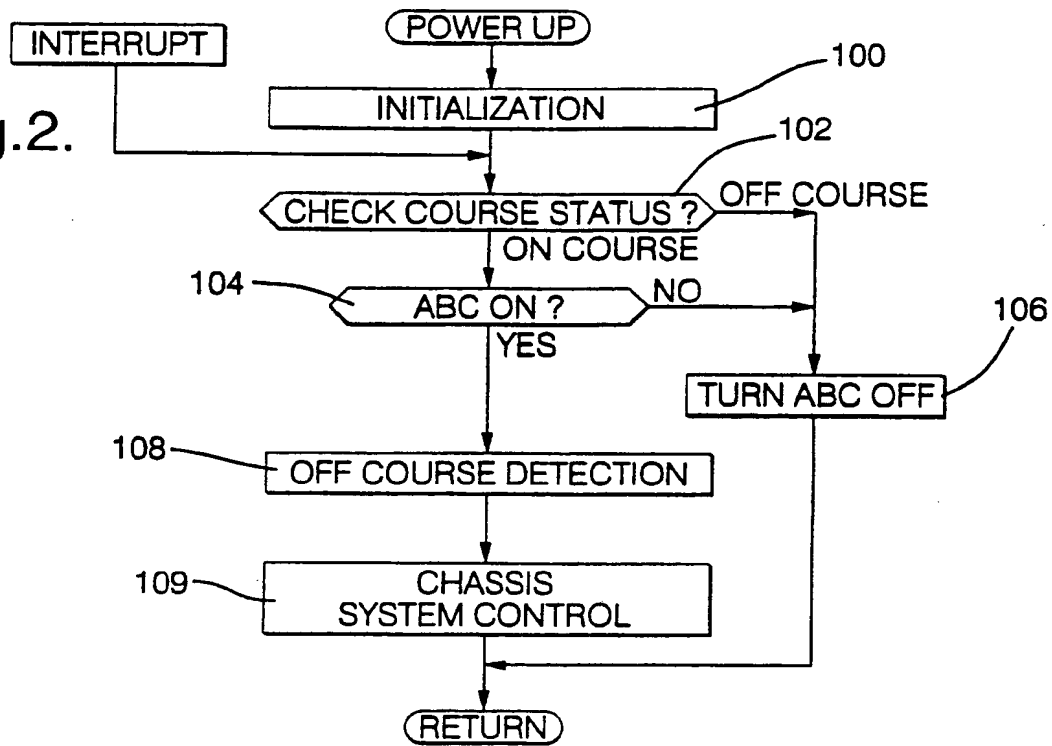 POWER UP
INTERRUPT
100
INITIALIZATION
g.2.
102
CHECK COURSE STATUS ?
OFF COURSE
ON COURSE
104
ABC ON ?
NO
YES
106
TURN ABC OFF
108
OFF COURSE DETECTION
109
CHASSIS
SYSTEM CONTROL
RETURN